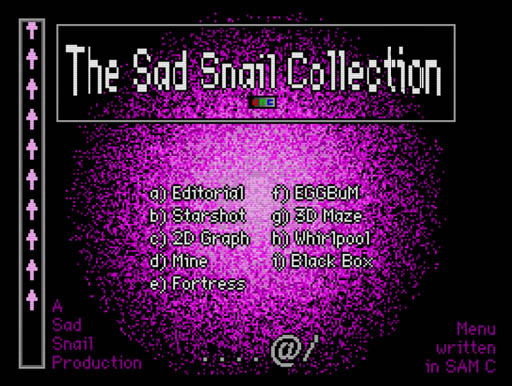 The Sad Snail Collection
a) Editorial
b) Starshot
c) 2D Graph
d) Mine
e) Fortress
f) EGGBuM
g) 3D Maze
h) Whirlpool
i) Black Box
A
Sad
Snail
Production
. . . . @/
Menu
written
in SAM C